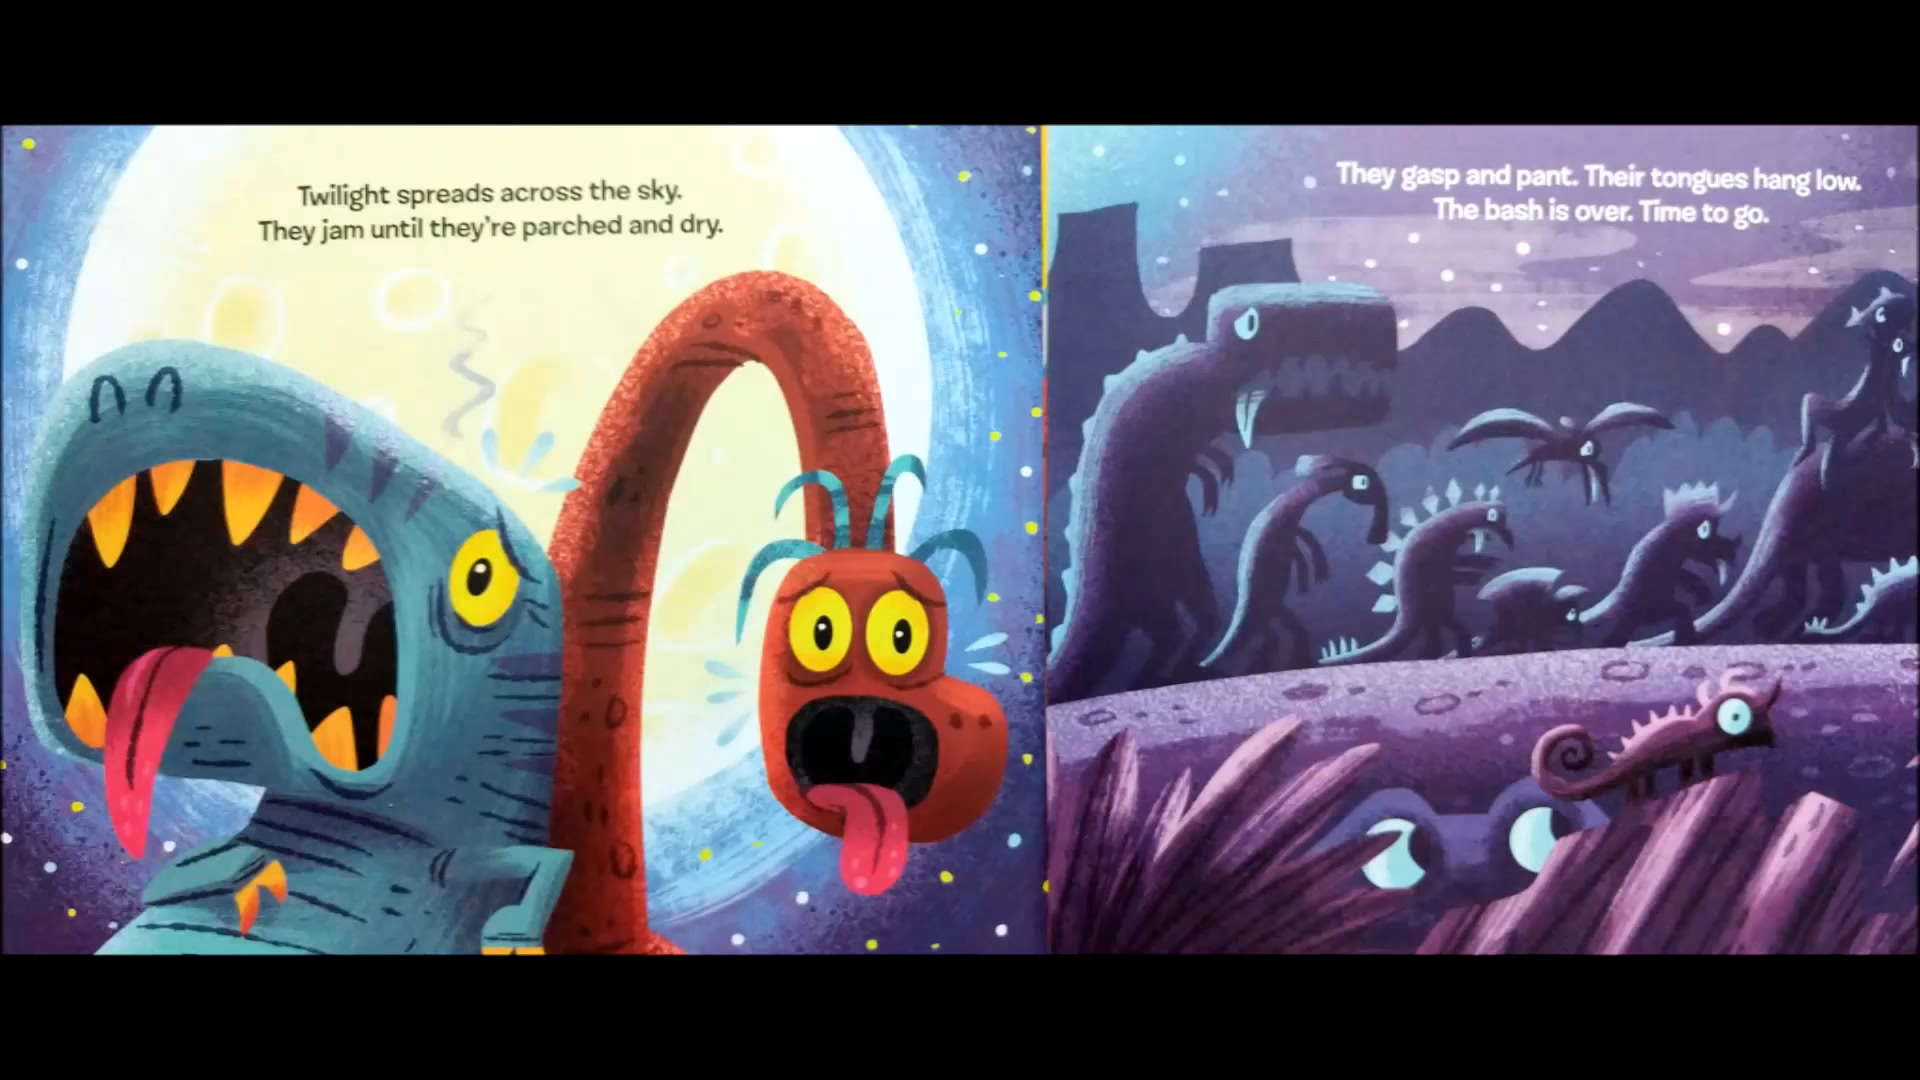 Twilight spreads across the sky.
They jam until they're parched and dry.
They gasp and pant. Their tongues hang low.
The bash is over. Time to go.